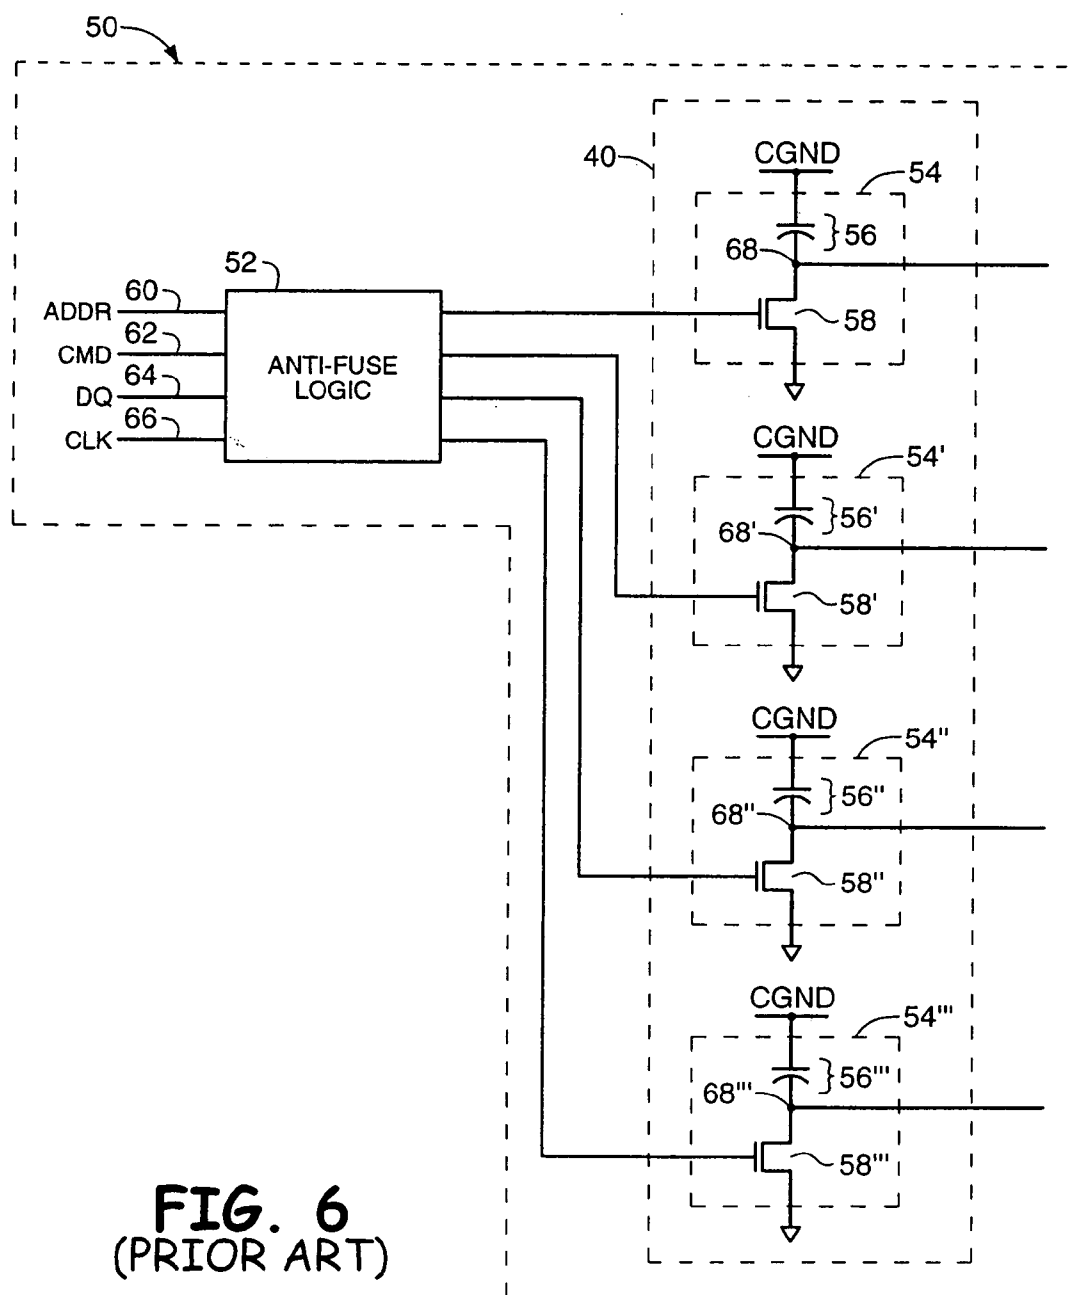 50
40
CGND
54
56
68
58
52
ADDR 60
CMD 62
DQ 64
CLK 66
ANTI-FUSE
LOGIC
CGND
54'
56'
68'
58'
CGND
54"
56"
68"
58"
CGND
54'''
56'''
68'''
58'''
FIG. 6
(PRIOR ART)